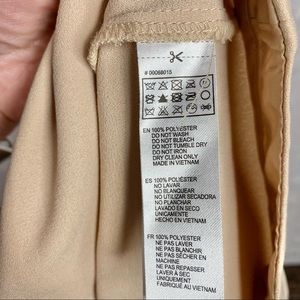 # 00068015
EN 100% POLYESTER
DO NOT WASH
DO NOT BLEACH
DO NOT TUMBLE DRY
DO NOT IRON
DRY CLEAN ONLY
MADE IN VIETNAM
ES 100% POLIÉSTER
NO LAVAR
NO BLANQUEAR
NO UTILIZAR SECADORA
NO PLANCHAR
LAVADO EN SECO
ÚNICAMENTE
HECHO EN VIETNAM
FR 100% POLYESTER
NE PAS LAVER
NE PAS BLANCHIR
NE PAS SÉCHER EN
MACHINE
NE PAS REPASSER
LAVER À SEC
UNIQUEMENT
FABRIQUÉ AU VIETNAM